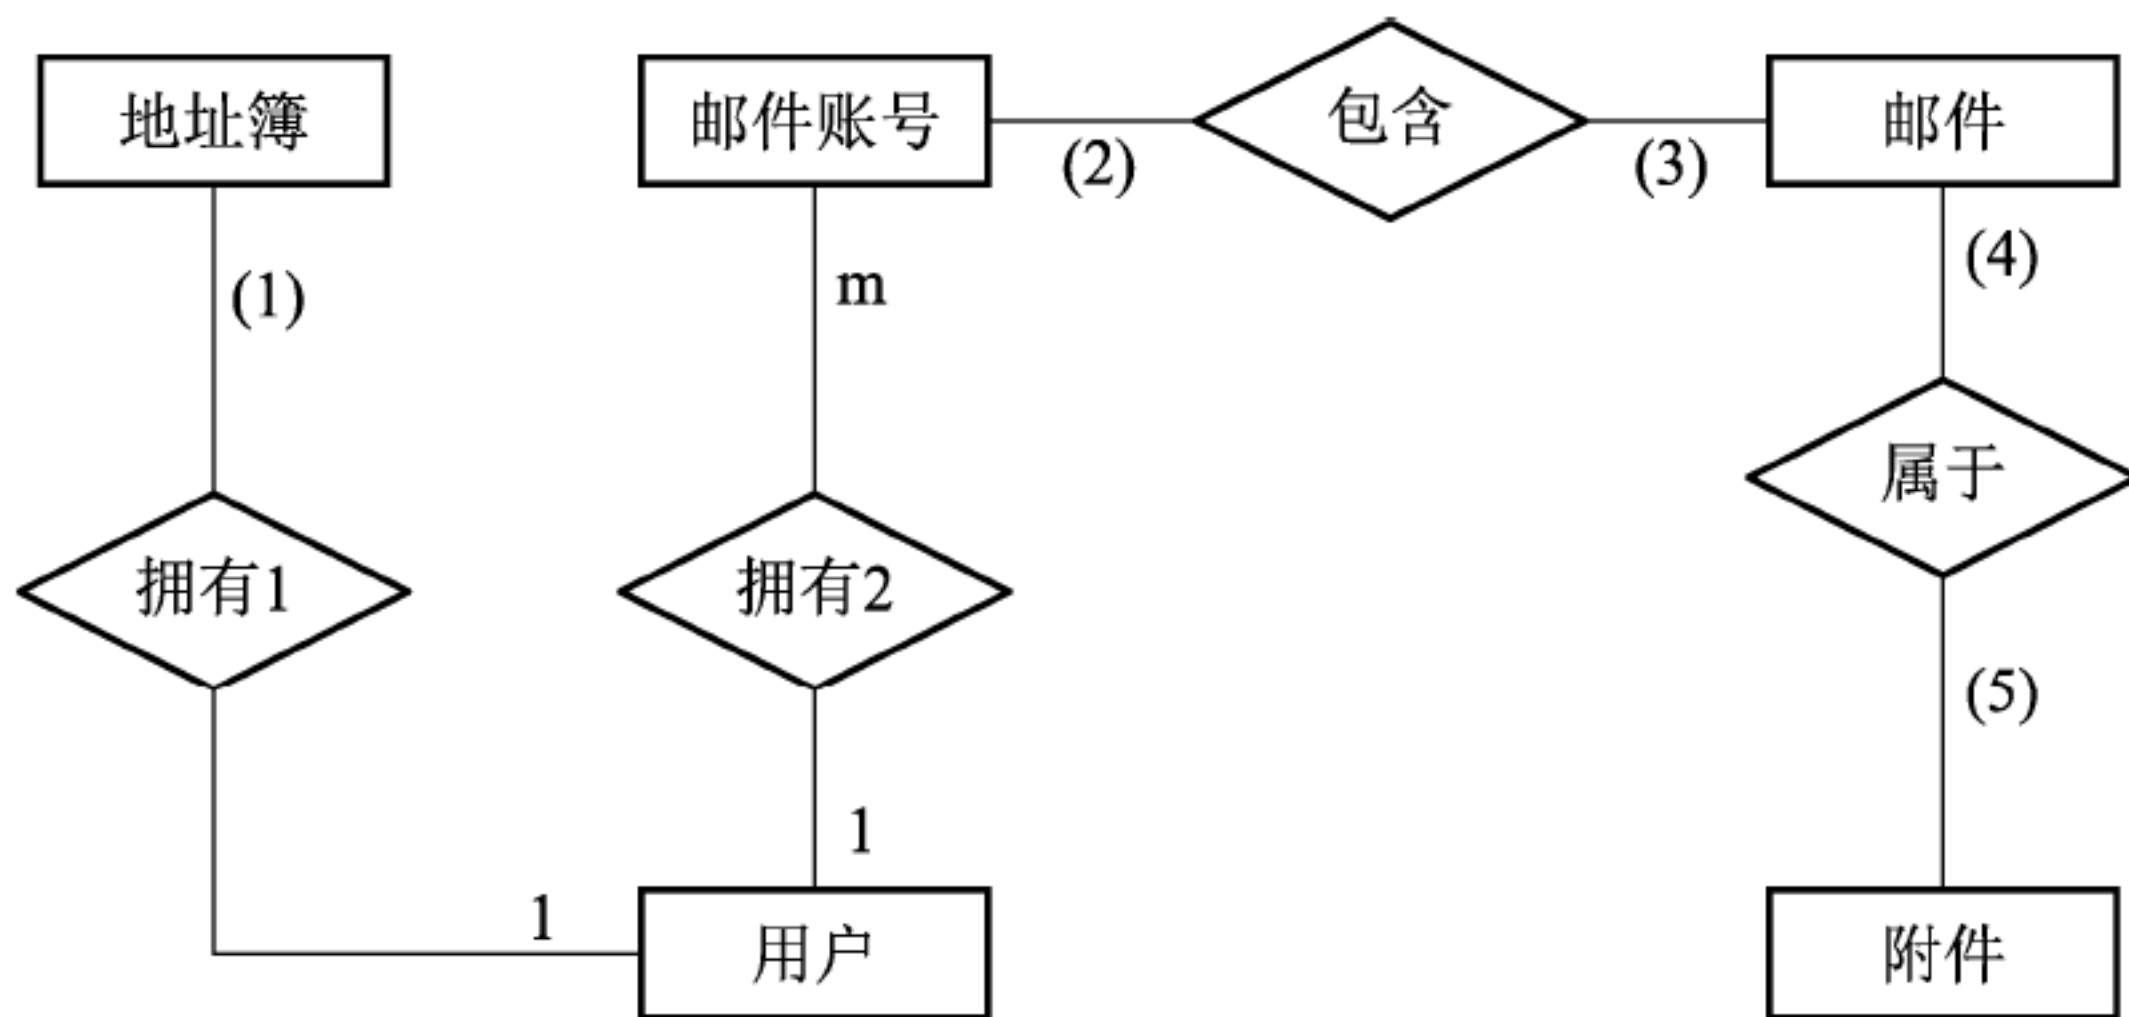 地址簿
邮件账号
(2)
包含
(3)
邮件
(1)
m
(4)
拥有1
拥有2
属于
(5)
1
1
用户
附件